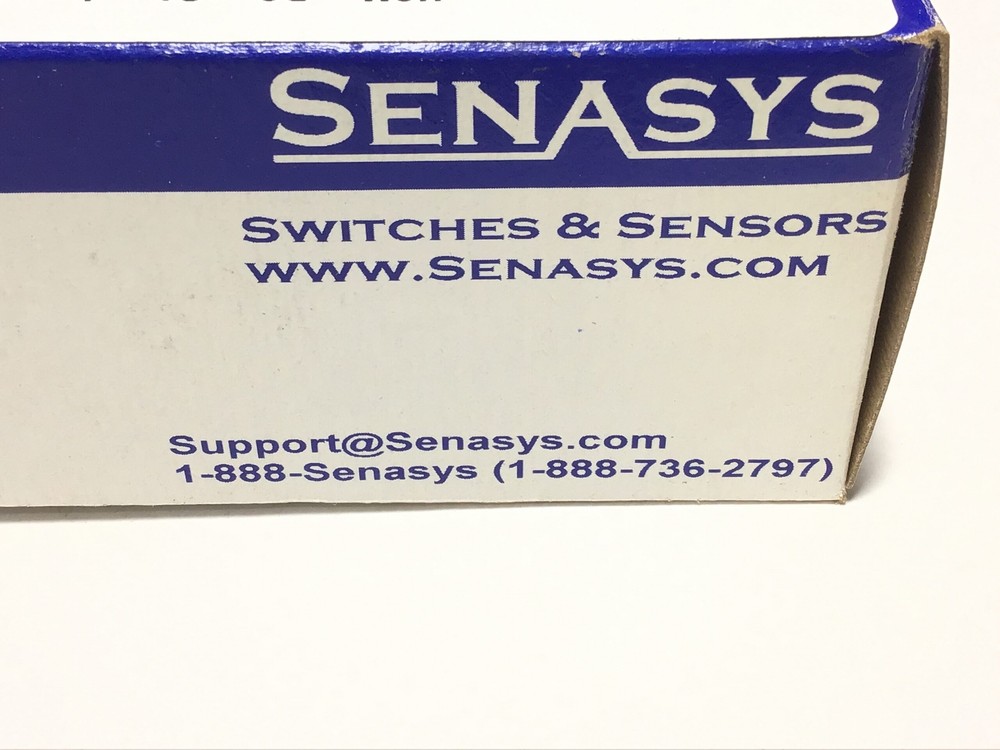 SENASYS
SWITCHES & SENSORS
WWW.SENASYS.COM
Support@Senasys.com
1-888-Senasys (1-888-736-2797)